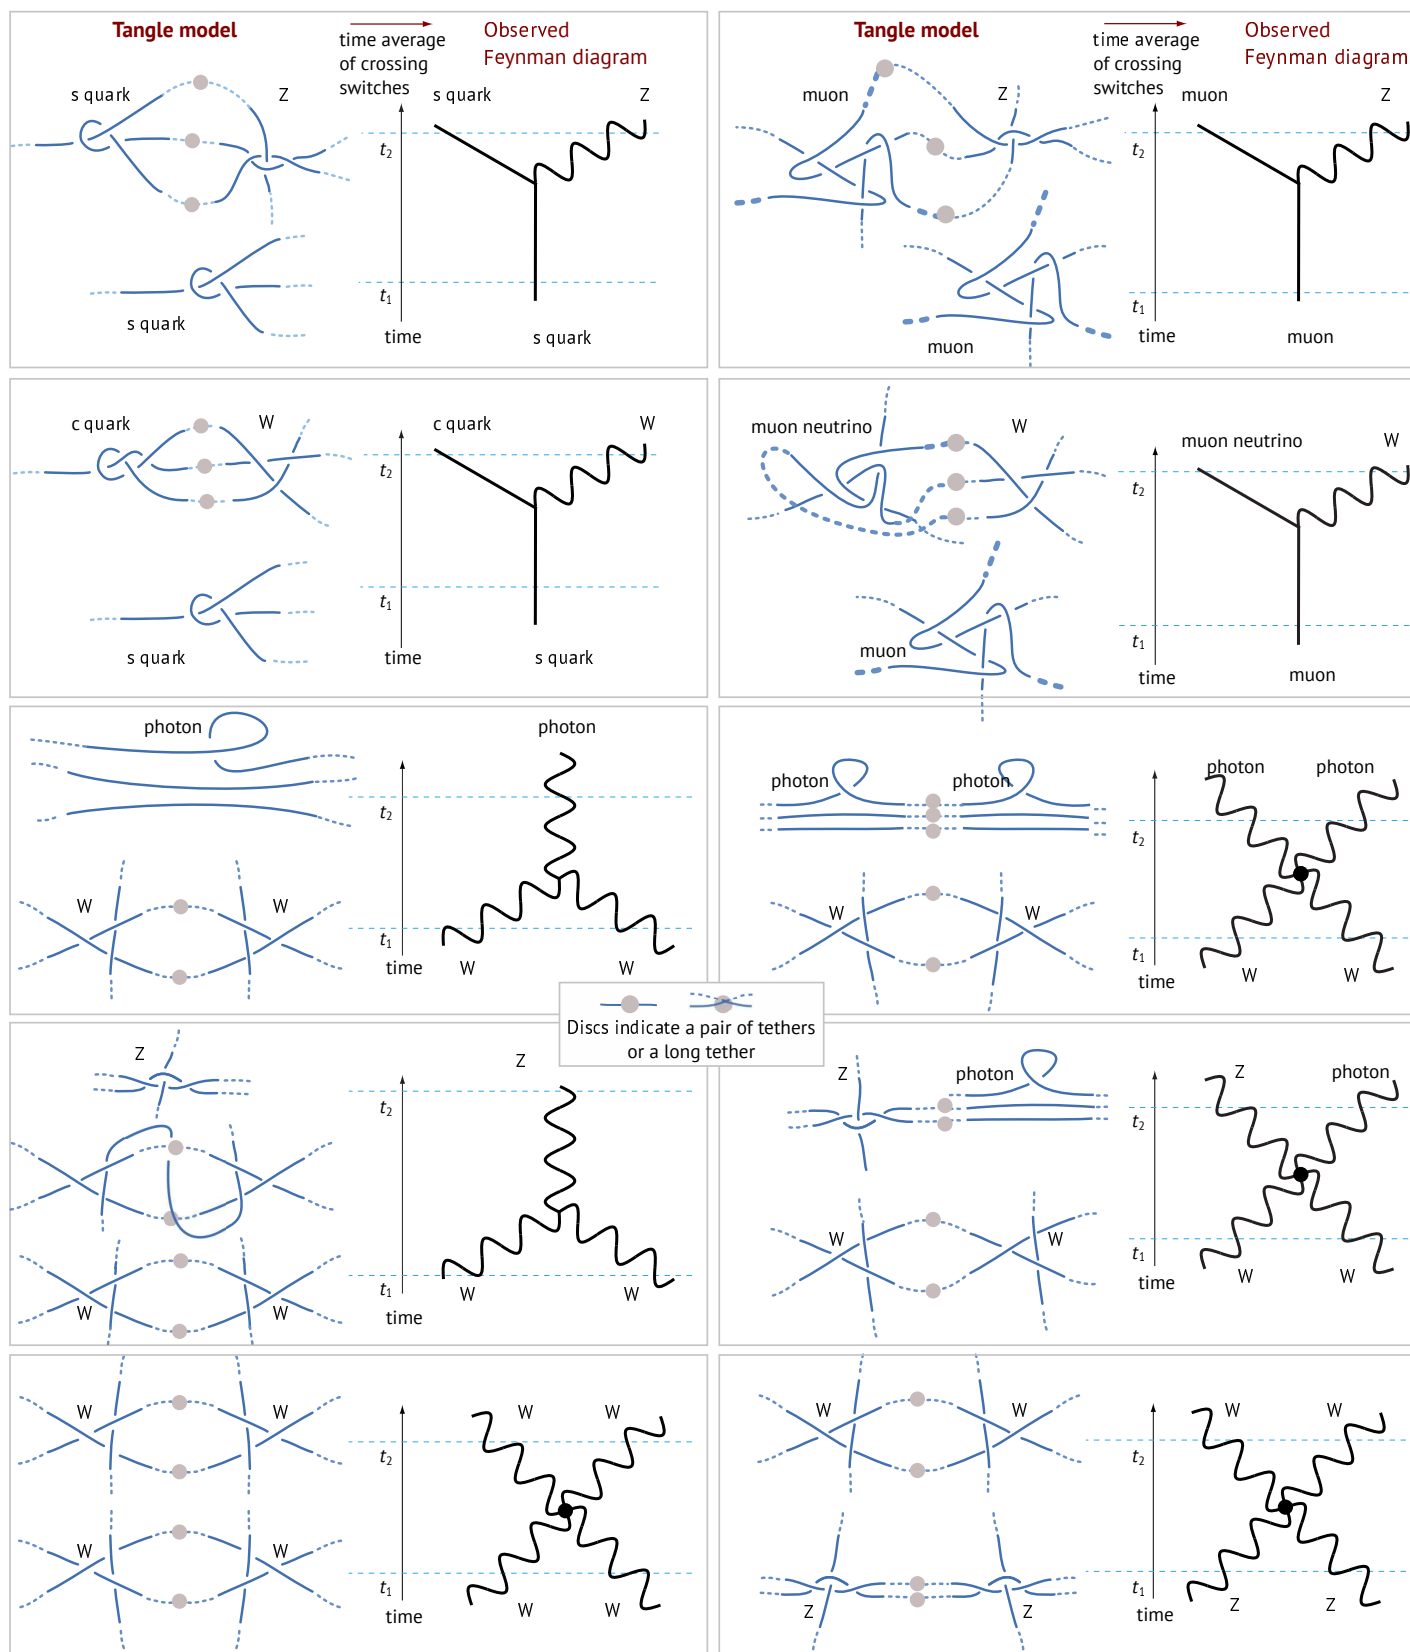 Tangle model
time average
of crossing
switches
Observed
Feynman diagram
s quark
Z
s quark
Z
t2
t1
s quark
time
s quark
Tangle model
time average
of crossing
switches
Observed
Feynman diagram
muon
Z
muon
Z
t2
t1
muon
time
muon
c quark
W
c quark
W
t2
t1
s quark
time
s quark
muon neutrino
W
muon neutrino
W
t2
t1
muon
time
muon
photon
photon
t2
W
W
t1
time
W
W
photon
photon
photon
photon
t2
W
W
t1
time
W
W
Discs indicate a pair of tethers
or a long tether
Z
Z
t2
W
W
t1
time
W
W
Z
photon
Z
photon
t2
W
W
t1
time
W
W
W
W
W
W
t2
W
W
t1
time
W
W
W
W
W
W
t2
Z
Z
t1
time
Z
Z